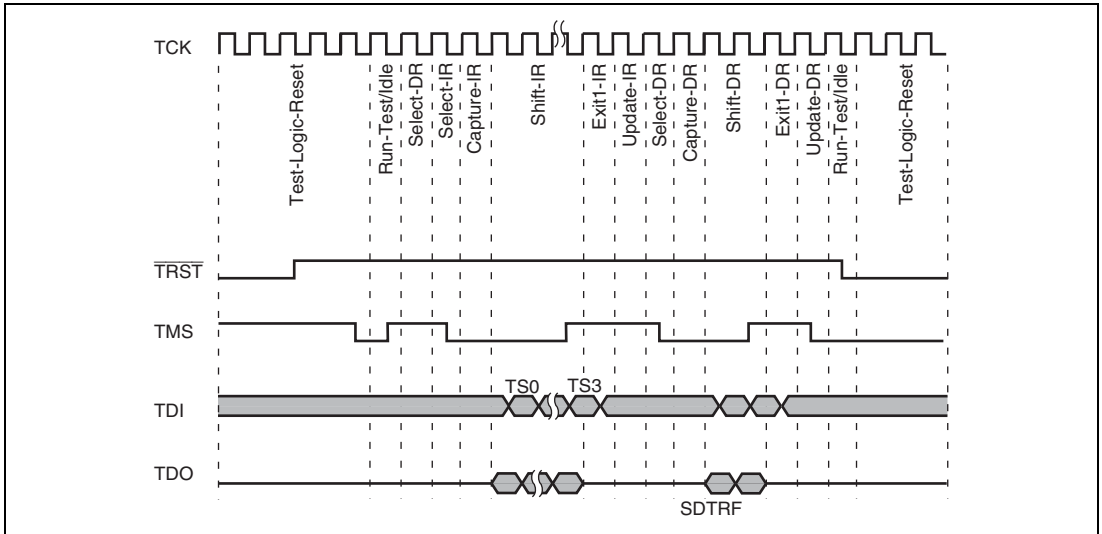 TCK
Test-Logic-Reset
Run-Test/Idle
Select-DR
Select-IR
Capture-IR
Shift-IR
Exit1-IR
Update-IR
Select-DR
Capture-DR
Shift-DR
Exit1-DR
Update-DR
Run-Test/Idle
Test-Logic-Reset
TRST
TMS
TS0 TS3
TDI
TDO
SDTRF